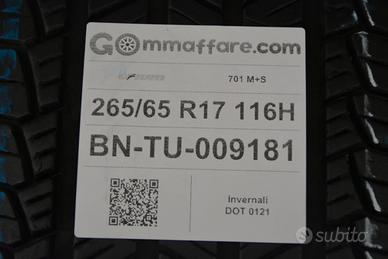 Gommaffare.com
701 M+S
265/65 R17 116H
BN-TU-009181
Invernali
DOT 0121
subito